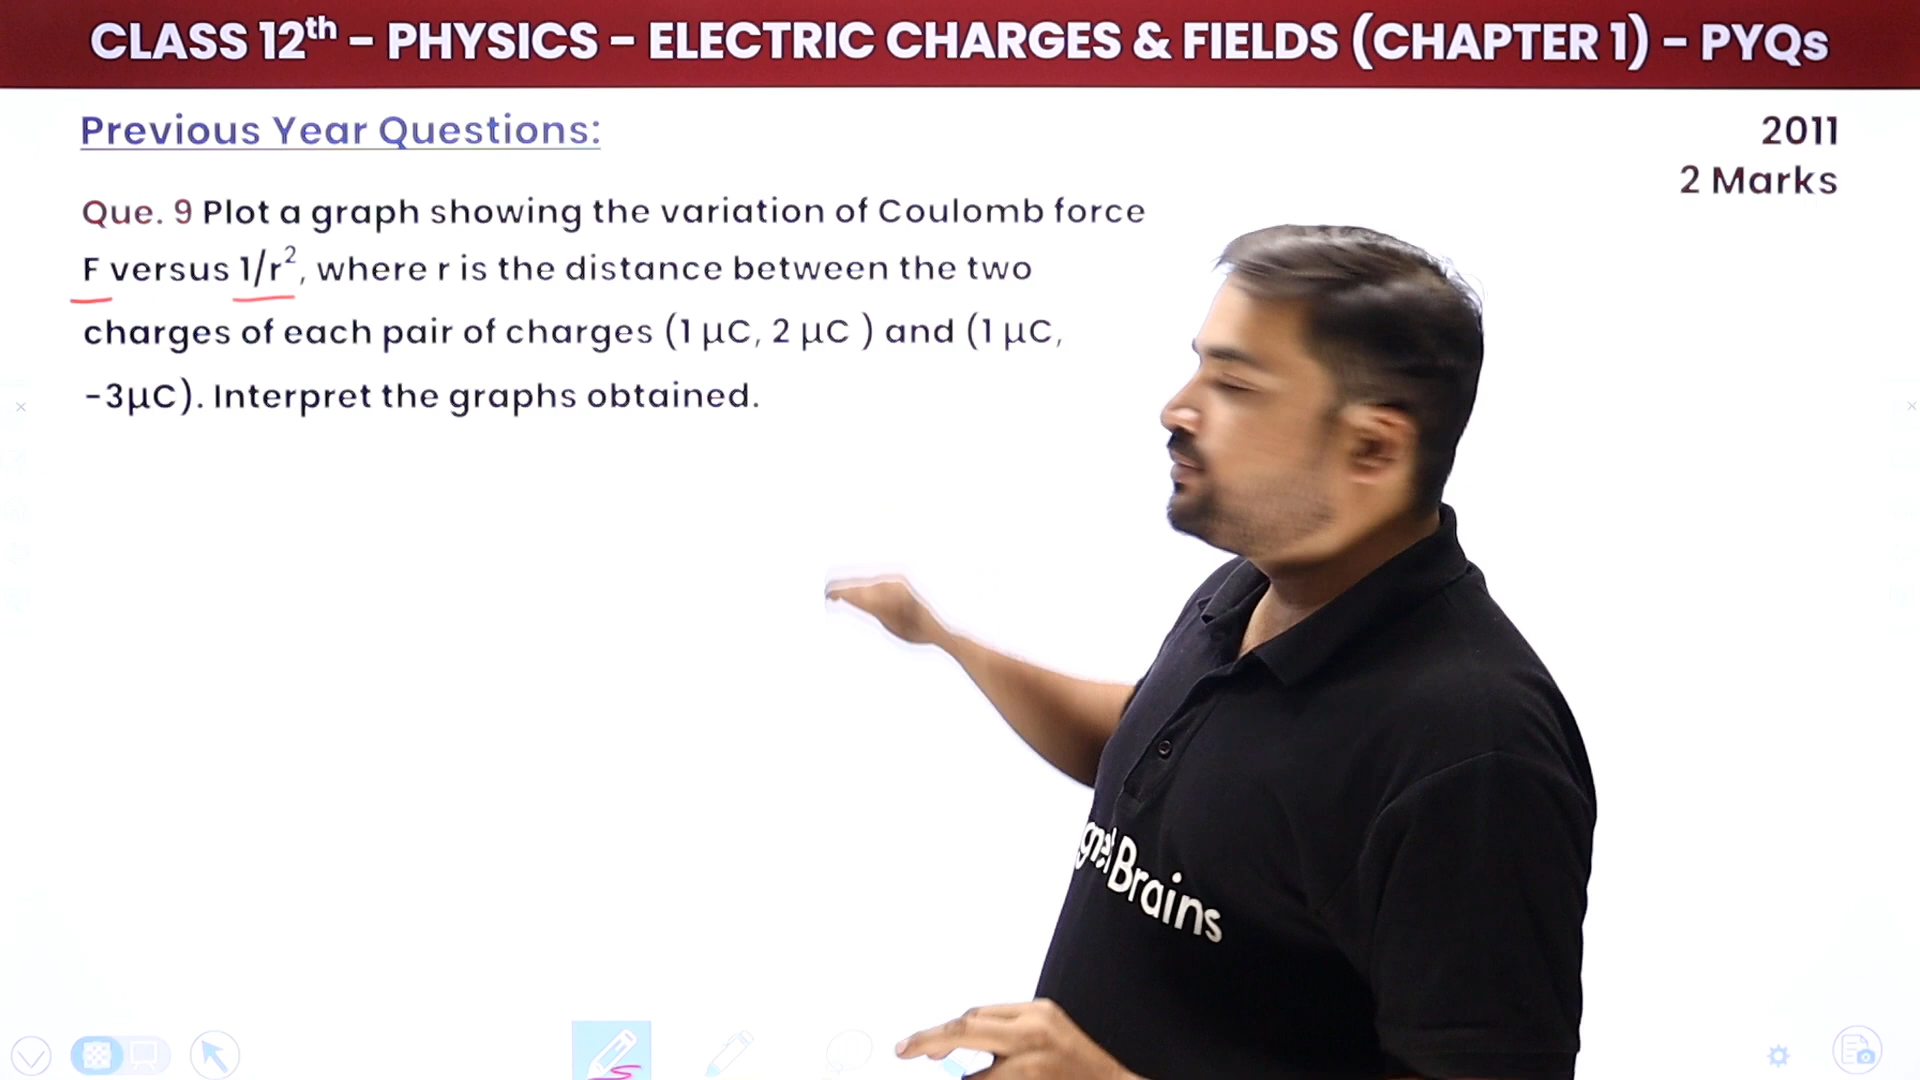 CLASS 12th - PHYSICS - ELECTRIC CHARGES & FIELDS (CHAPTER 1) - PYQs
Previous Year Questions:
2011
2 Marks
Que. 9 Plot a graph showing the variation of Coulomb force
F versus 1/r², where r is the distance between the two
charges of each pair of charges (1 μC, 2 μC ) and (1 μC,
-3μC). Interpret the graphs obtained.
gnet Brains